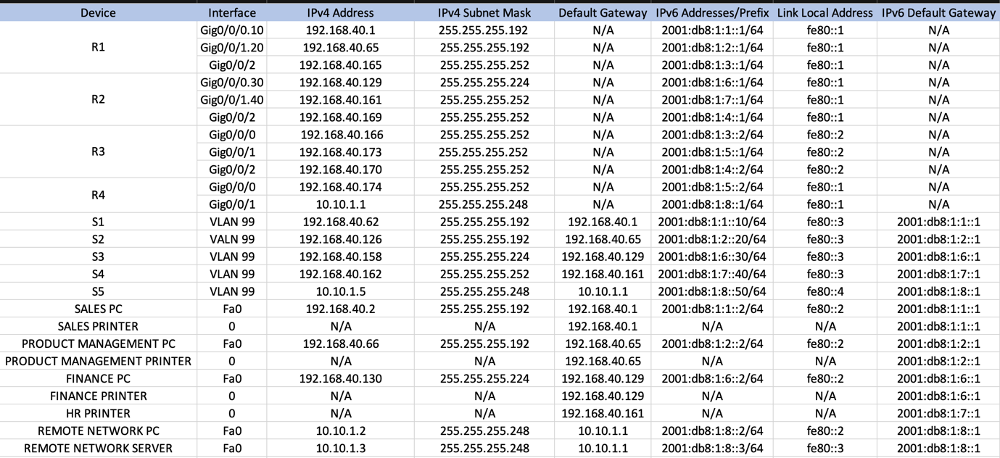 Device Interface IPv4 Address IPv4 Subnet Mask Default Gateway IPv6 Addresses/Prefix Link Local Address IPv6 Default Gateway
R1 Gig0/0/0.10 192.168.40.1 255.255.255.192 N/A 2001:db8:1:1::1/64 fe80::1 N/A
Gig0/0/1.20 192.168.40.65 255.255.255.192 N/A 2001:db8:1:2::1/64 fe80::1 N/A
Gig0/0/2 192.168.40.165 255.255.255.252 N/A 2001:db8:1:3::1/64 fe80::1 N/A
R2 Gig0/0/0.30 192.168.40.129 255.255.255.224 N/A 2001:db8:1:6::1/64 fe80::1 N/A
Gig0/0/1.40 192.168.40.161 255.255.255.252 N/A 2001:db8:1:7::1/64 fe80::1 N/A
Gig0/0/2 192.168.40.169 255.255.255.252 N/A 2001:db8:1:4::1/64 fe80::1 N/A
R3 Gig0/0/0 192.168.40.166 255.255.255.252 N/A 2001:db8:1:3::2/64 fe80::2 N/A
Gig0/0/1 192.168.40.173 255.255.255.252 N/A 2001:db8:1:5::1/64 fe80::2 N/A
Gig0/0/2 192.168.40.170 255.255.255.252 N/A 2001:db8:1:4::2/64 fe80::2 N/A
R4 Gig0/0/0 192.168.40.174 255.255.255.252 N/A 2001:db8:1:5::2/64 fe80::1 N/A
Gig0/0/1 10.10.1.1 255.255.255.248 N/A 2001:db8:1:8::1/64 fe80::1 N/A
S1 VLAN 99 192.168.40.62 255.255.255.192 192.168.40.1 2001:db8:1:1::10/64 fe80::3 2001:db8:1:1::1
S2 VALN 99 192.168.40.126 255.255.255.192 192.168.40.65 2001:db8:1:2::20/64 fe80::3 2001:db8:1:2::1
S3 VLAN 99 192.168.40.158 255.255.255.224 192.168.40.129 2001:db8:1:6::30/64 fe80::3 2001:db8:1:6::1
S4 VLAN 99 192.168.40.162 255.255.255.252 192.168.40.161 2001:db8:1:7::40/64 fe80::3 2001:db8:1:7::1
S5 VLAN 99 10.10.1.5 255.255.255.248 10.10.1.1 2001:db8:1:8::50/64 fe80::4 2001:db8:1:8::1
SALES PC Fa0 192.168.40.2 255.255.255.192 192.168.40.1 2001:db8:1:1::2/64 fe80::2 2001:db8:1:1::1
SALES PRINTER 0 N/A N/A 192.168.40.1 N/A N/A 2001:db8:1:1::1
PRODUCT MANAGEMENT PC Fa0 192.168.40.66 255.255.255.192 192.168.40.65 2001:db8:1:2::2/64 fe80::2 2001:db8:1:2::1
PRODUCT MANAGEMENT PRINTER 0 N/A N/A 192.168.40.65 N/A N/A 2001:db8:1:2::1
FINANCE PC Fa0 192.168.40.130 255.255.255.224 192.168.40.129 2001:db8:1:6::2/64 fe80::2 2001:db8:1:6::1
FINANCE PRINTER 0 N/A N/A 192.168.40.129 N/A N/A 2001:db8:1:6::1
HR PRINTER 0 N/A N/A 192.168.40.161 N/A N/A 2001:db8:1:7::1
REMOTE NETWORK PC Fa0 10.10.1.2 255.255.255.248 10.10.1.1 2001:db8:1:8::2/64 fe80::2 2001:db8:1:8::1
REMOTE NETWORK SERVER Fa0 10.10.1.3 255.255.255.248 10.10.1.1 2001:db8:1:8::3/64 fe80::3 2001:db8:1:8::1